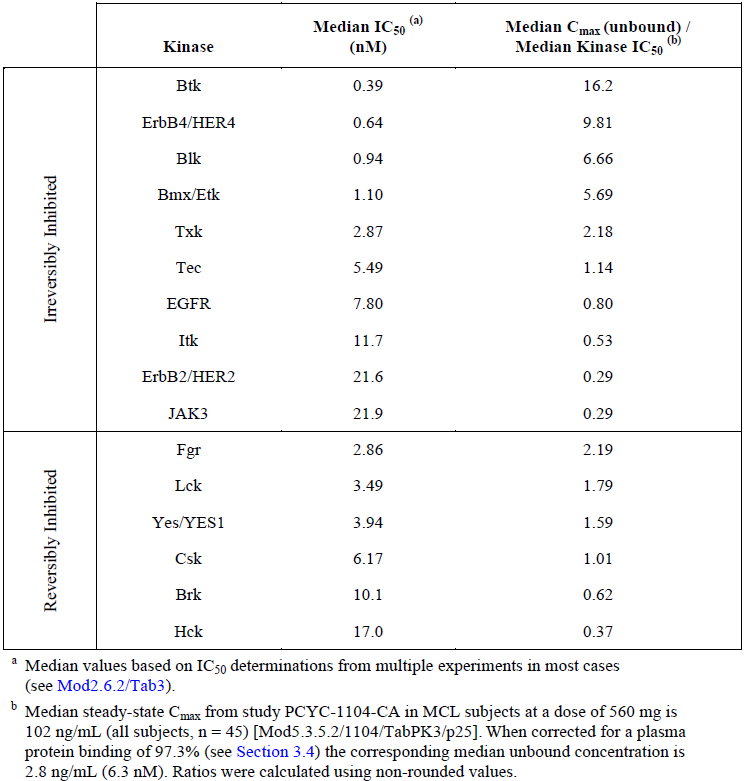 Kinase Median IC50 (a) (nM) Median Cmax (unbound) / Median Kinase IC50 (b)
Irreversibly Inhibited
Btk 0.39 16.2
ErbB4/HER4 0.64 9.81
Blk 0.94 6.66
Bmx/Etk 1.10 5.69
Txk 2.87 2.18
Tec 5.49 1.14
EGFR 7.80 0.80
Itk 11.7 0.53
ErbB2/HER2 21.6 0.29
JAK3 21.9 0.29
Reversibly Inhibited
Fgr 2.86 2.19
Lck 3.49 1.79
Yes/YES1 3.94 1.59
Csk 6.17 1.01
Brk 10.1 0.62
Hck 17.0 0.37
a Median values based on IC50 determinations from multiple experiments in most cases
(see Mod2.6.2/Tab3).
b Median steady-state Cmax from study PCYC-1104-CA in MCL subjects at a dose of 560 mg is
102 ng/mL (all subjects, n = 45) [Mod5.3.5.2/1104/TabPK3/p25]. When corrected for a plasma
protein binding of 97.3% (see Section 3.4) the corresponding median unbound concentration is
2.8 ng/mL (6.3 nM). Ratios were calculated using non-rounded values.